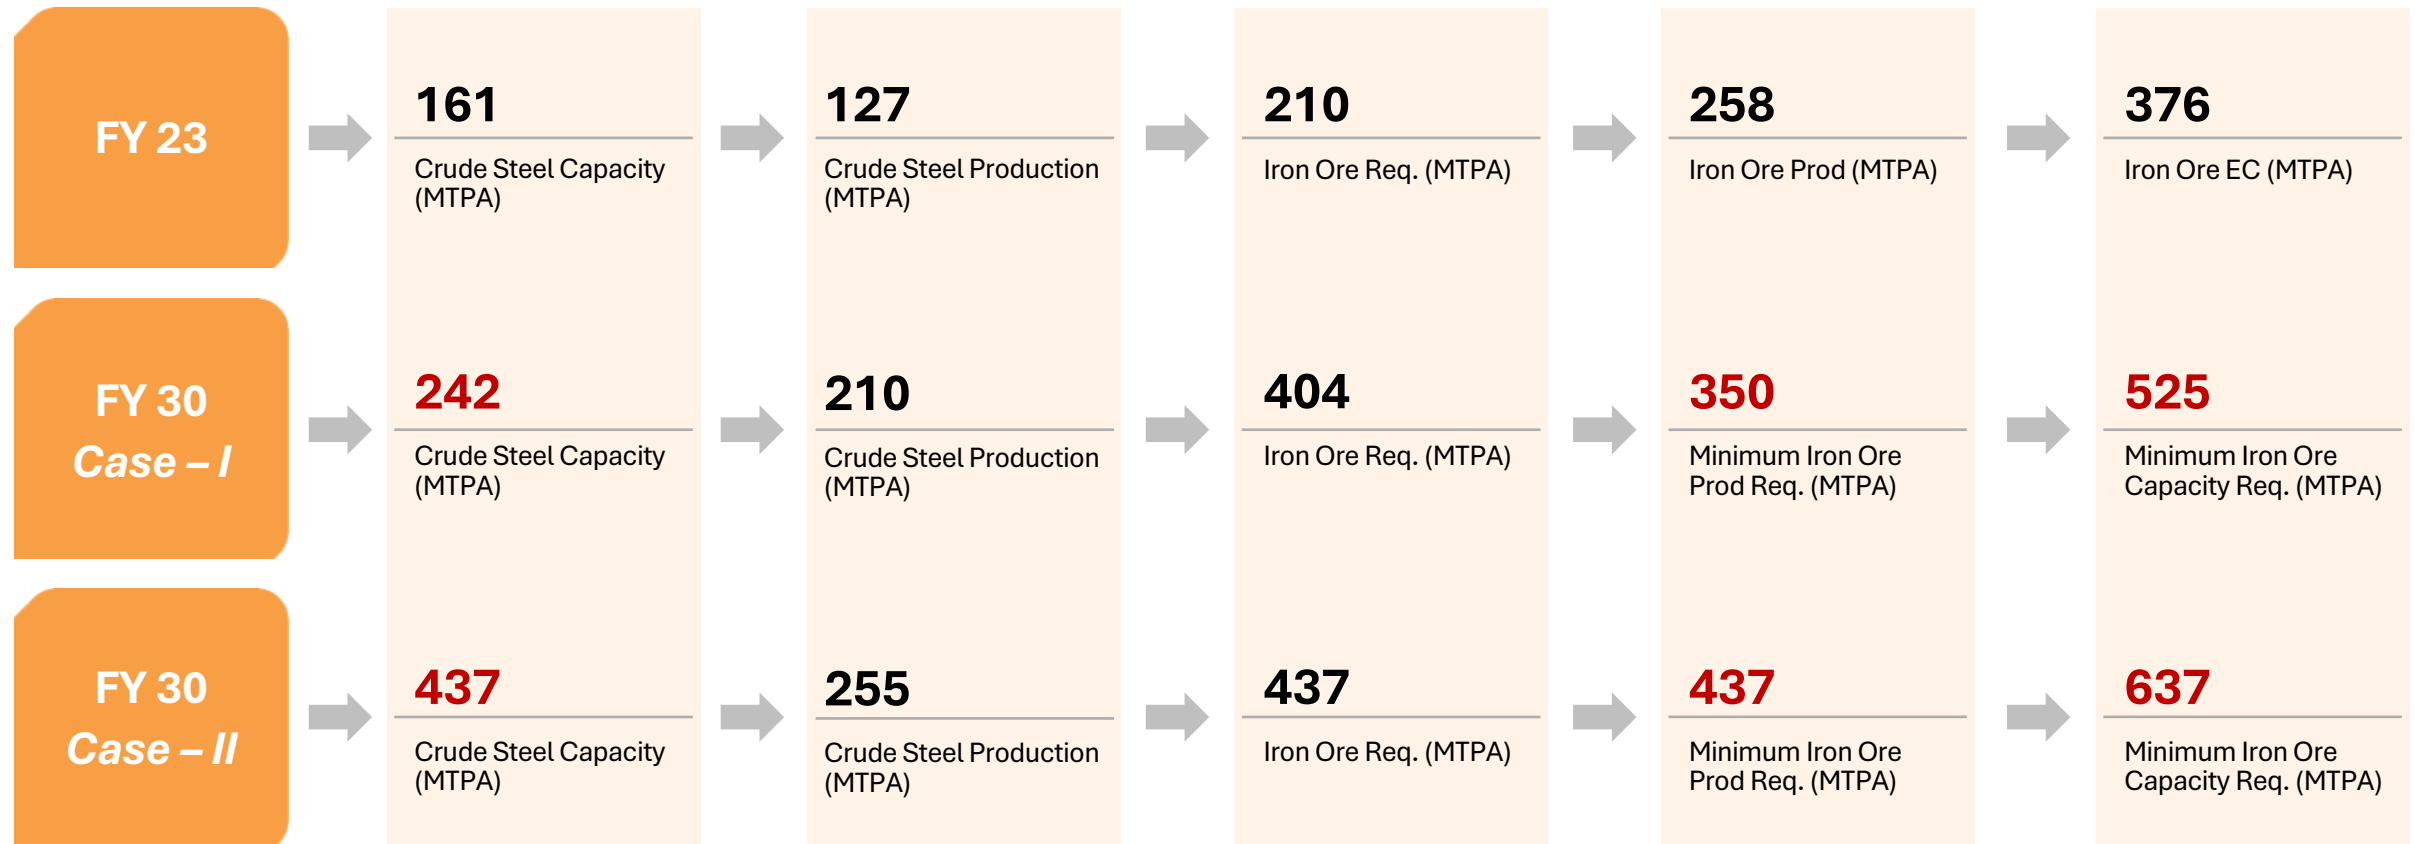 FY 23
161
Crude Steel Capacity
(MTPA)
127
Crude Steel Production
(MTPA)
210
Iron Ore Req. (MTPA)
258
Iron Ore Prod (MTPA)
376
Iron Ore EC (MTPA)
FY 30
Case – I
242
Crude Steel Capacity
(MTPA)
210
Crude Steel Production
(MTPA)
404
Iron Ore Req. (MTPA)
350
Minimum Iron Ore
Prod Req. (MTPA)
525
Minimum Iron Ore
Capacity Req. (MTPA)
FY 30
Case – II
437
Crude Steel Capacity
(MTPA)
255
Crude Steel Production
(MTPA)
437
Iron Ore Req. (MTPA)
437
Minimum Iron Ore
Prod Req. (MTPA)
637
Minimum Iron Ore
Capacity Req. (MTPA)